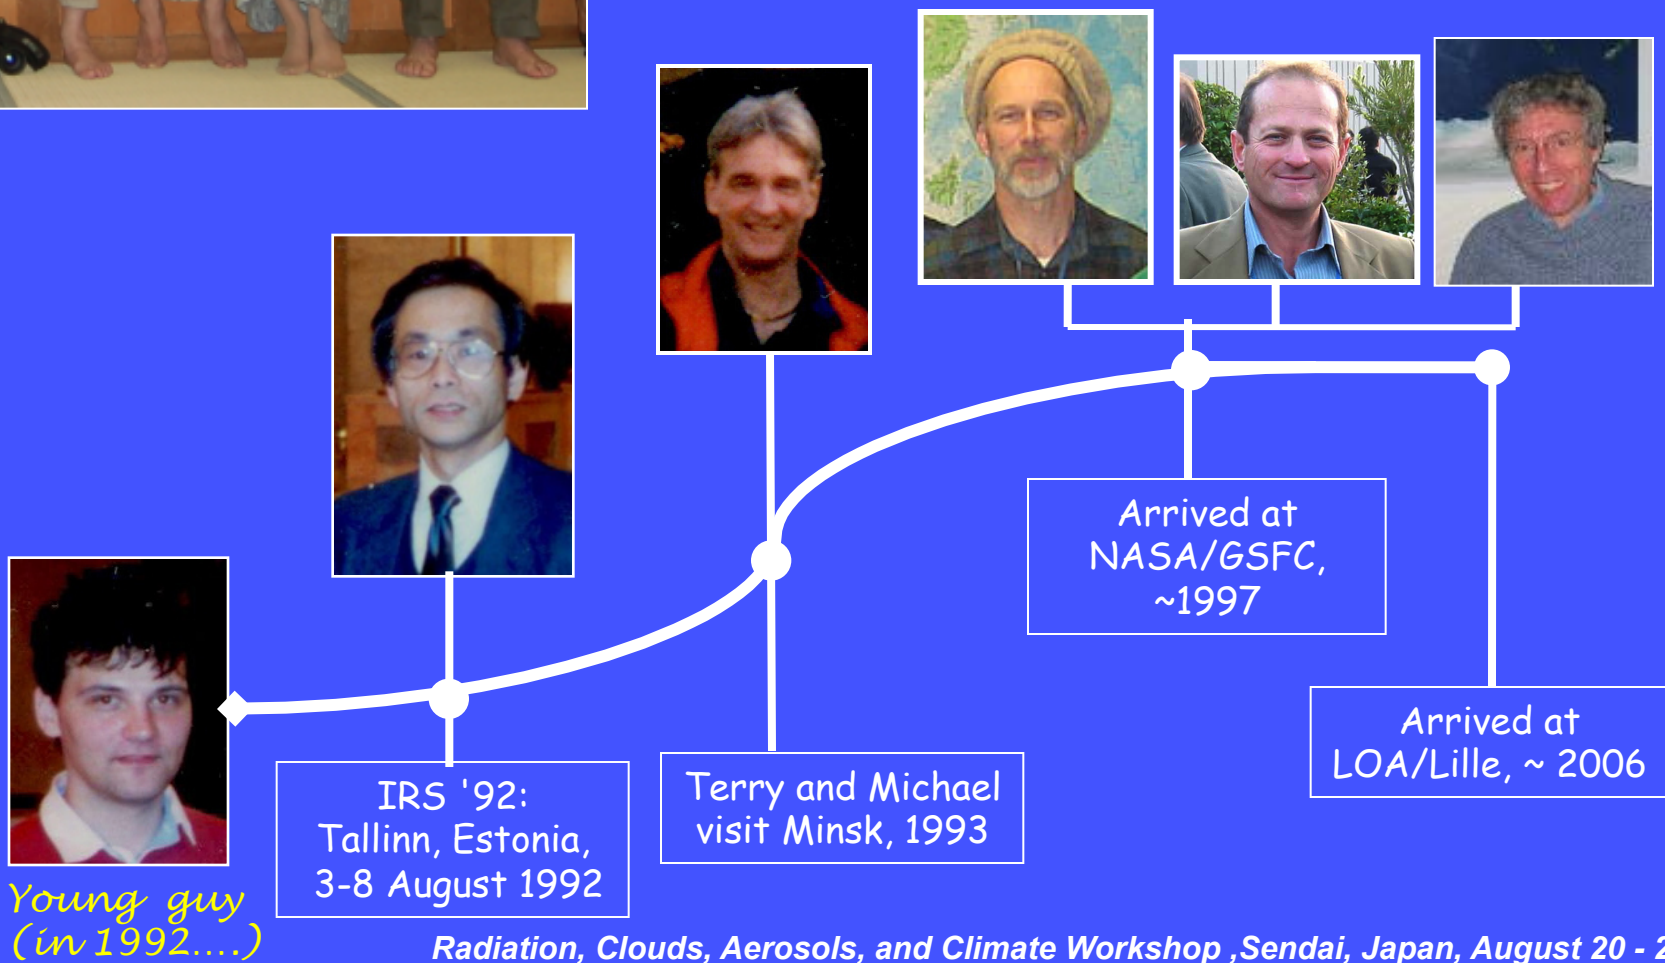 Arrived at
NASA/GSFC,
~1997
Arrived at
LOA/Lille, ~ 2006
IRS '92:
Tallinn, Estonia,
3-8 August 1992
Terry and Michael
visit Minsk, 1993
Young guy
(in 1992....)
Radiation, Clouds, Aerosols, and Climate Workshop ,Sendai, Japan, August 20 - 2